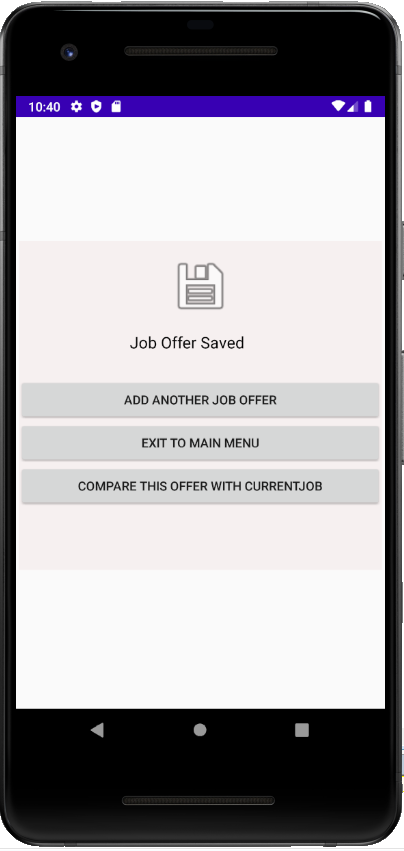 10:40
Job Offer Saved
ADD ANOTHER JOB OFFER
EXIT TO MAIN MENU
COMPARE THIS OFFER WITH CURRENTJOB